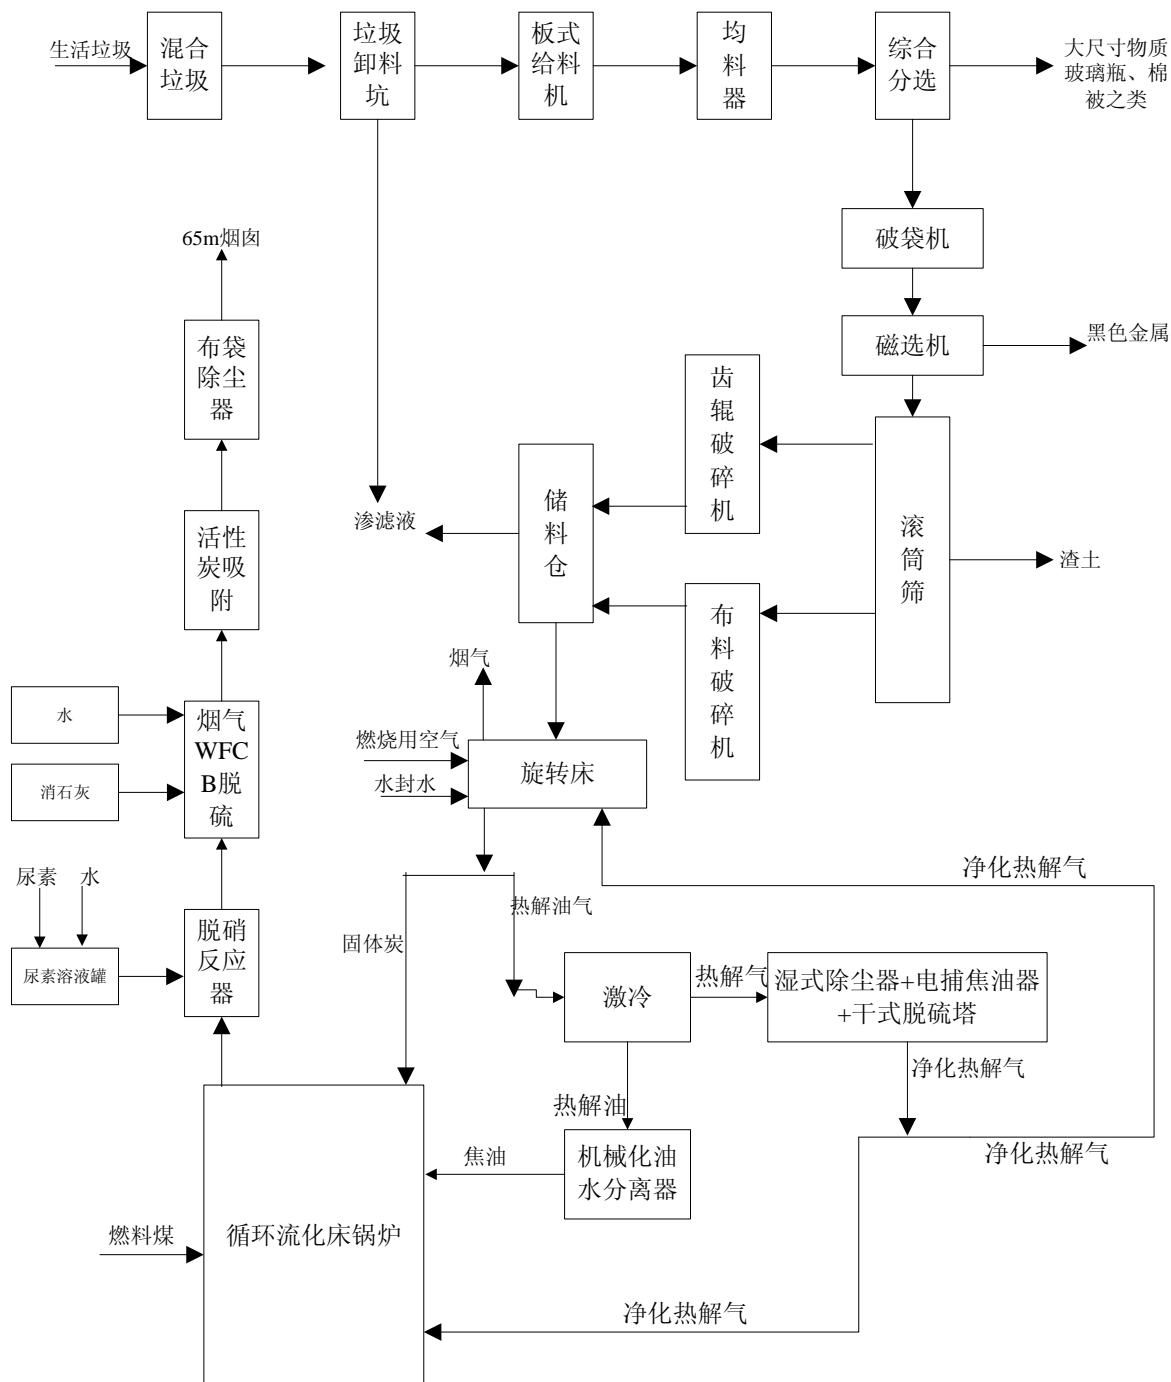 生活垃圾
混合
垃圾
垃圾
卸料
坑
板式
给料
机
均
料
器
综合
分选
大尺寸物质
玻璃瓶、棉
被之类
破袋机
65m烟囱
磁选机
黑色金属
布袋
除尘
器
齿
辊
破
碎
机
储
料
仓
滚
筒
筛
渗滤液
活性
炭吸
附
渣土
布
料
破
碎
机
烟气
水
烟气
WFC
B脱
硫
燃烧用空气
旋转床
水封水
消石灰
净化热解气
尿素
水
热解油气
脱硝
反应
器
固体炭
尿素溶液罐
激冷
热解气
湿式除尘器+电捕焦油器
+干式脱硫塔
净化热解气
热解油
焦油
机械化油
水分离器
净化热解气
燃料煤
循环流化床锅炉
净化热解气